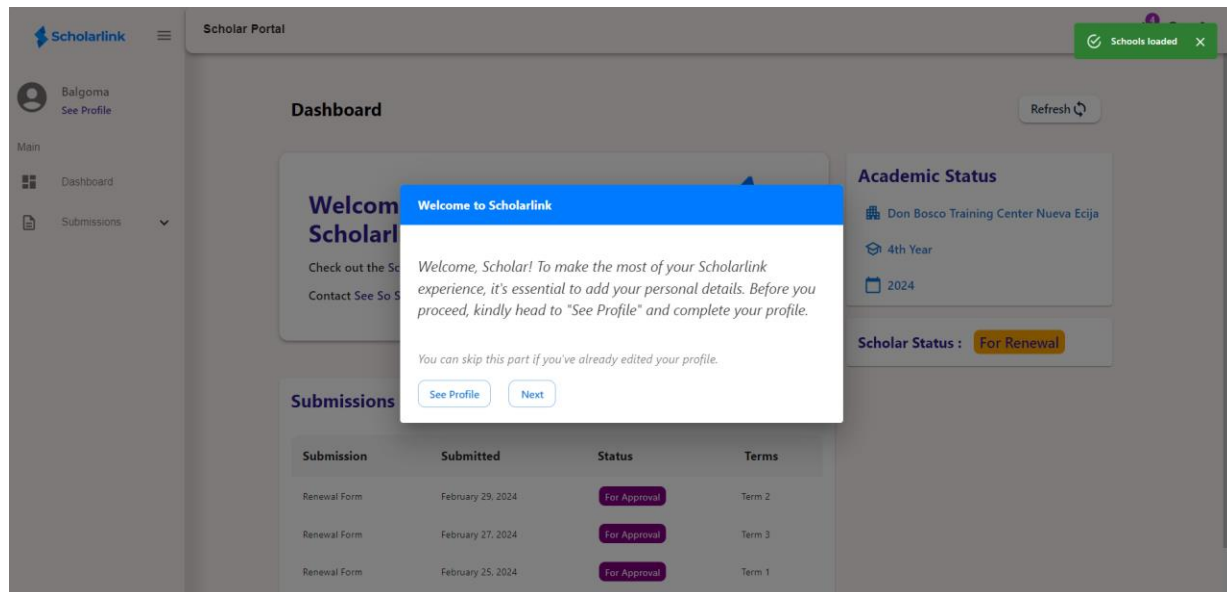 Scholarlink
Scholar Portal
4
Schools loaded
Balgoma
See Profile
Main
Dashboard
Submissions
Dashboard
Refresh
Welcom
Scholarl
Check out the Sc
Contact See So S
Welcome to Scholarlink
Welcome, Scholar! To make the most of your Scholarlink
experience, it's essential to add your personal details. Before you
proceed, kindly head to "See Profile" and complete your profile.
You can skip this part if you've already edited your profile.
See Profile Next
Academic Status
Don Bosco Training Center Nueva Ecija
4th Year
2024
Scholar Status : For Renewal
Submissions
Submission Submitted Status Terms
Renewal Form February 29, 2024 For Approval Term 2
Renewal Form February 27, 2024 For Approval Term 3
Renewal Form February 25, 2024 For Approval Term 1